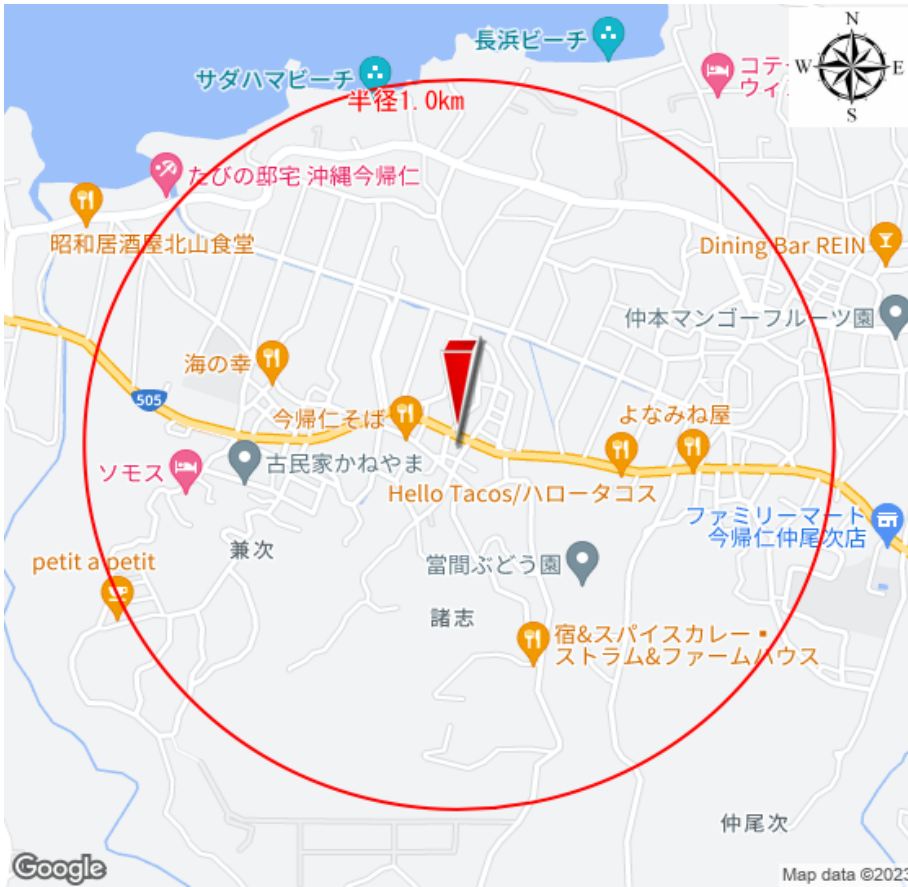 N
長浜ビーチ
コテ
ウィ
W
E
サダハマビーチ
S
半径1.0km
たびの邸宅 沖縄今帰仁
昭和居酒屋北山食堂
Dining Bar REIN
仲本マンゴーフルーツ園
海の幸
505
今帰仁そば
よなみね屋
古民家かねやま
ソモス
Hello Tacos/ハロータコス
ファミリーマート
今帰仁仲尾次店
兼次
petit a petit
當間ぶどう園
諸志
宿&スパイスカレー・
ストラム&ファームハウス
仲尾次
Google
Map data ©2023